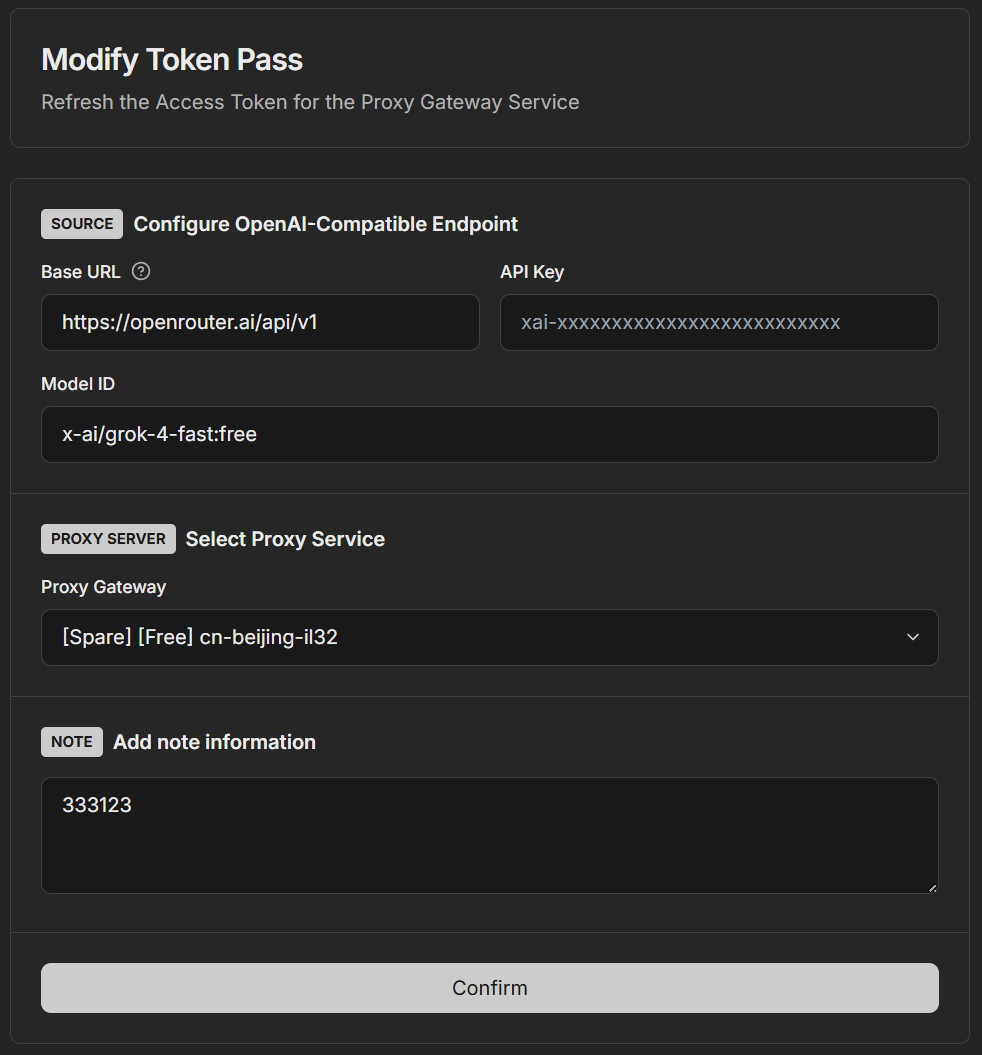 Modify Token Pass
Refresh the Access Token for the Proxy Gateway Service
SOURCE Configure OpenAI-Compatible Endpoint
Base URL
API Key
https://openrouter.ai/api/v1
xai-xxxxxxxxxxxxxxxxxxxxxxxxxx
Model ID
x-ai/grok-4-fast:free
PROXY SERVER Select Proxy Service
Proxy Gateway
[Spare] [Free] cn-beijing-il32
NOTE Add note information
333123
Confirm